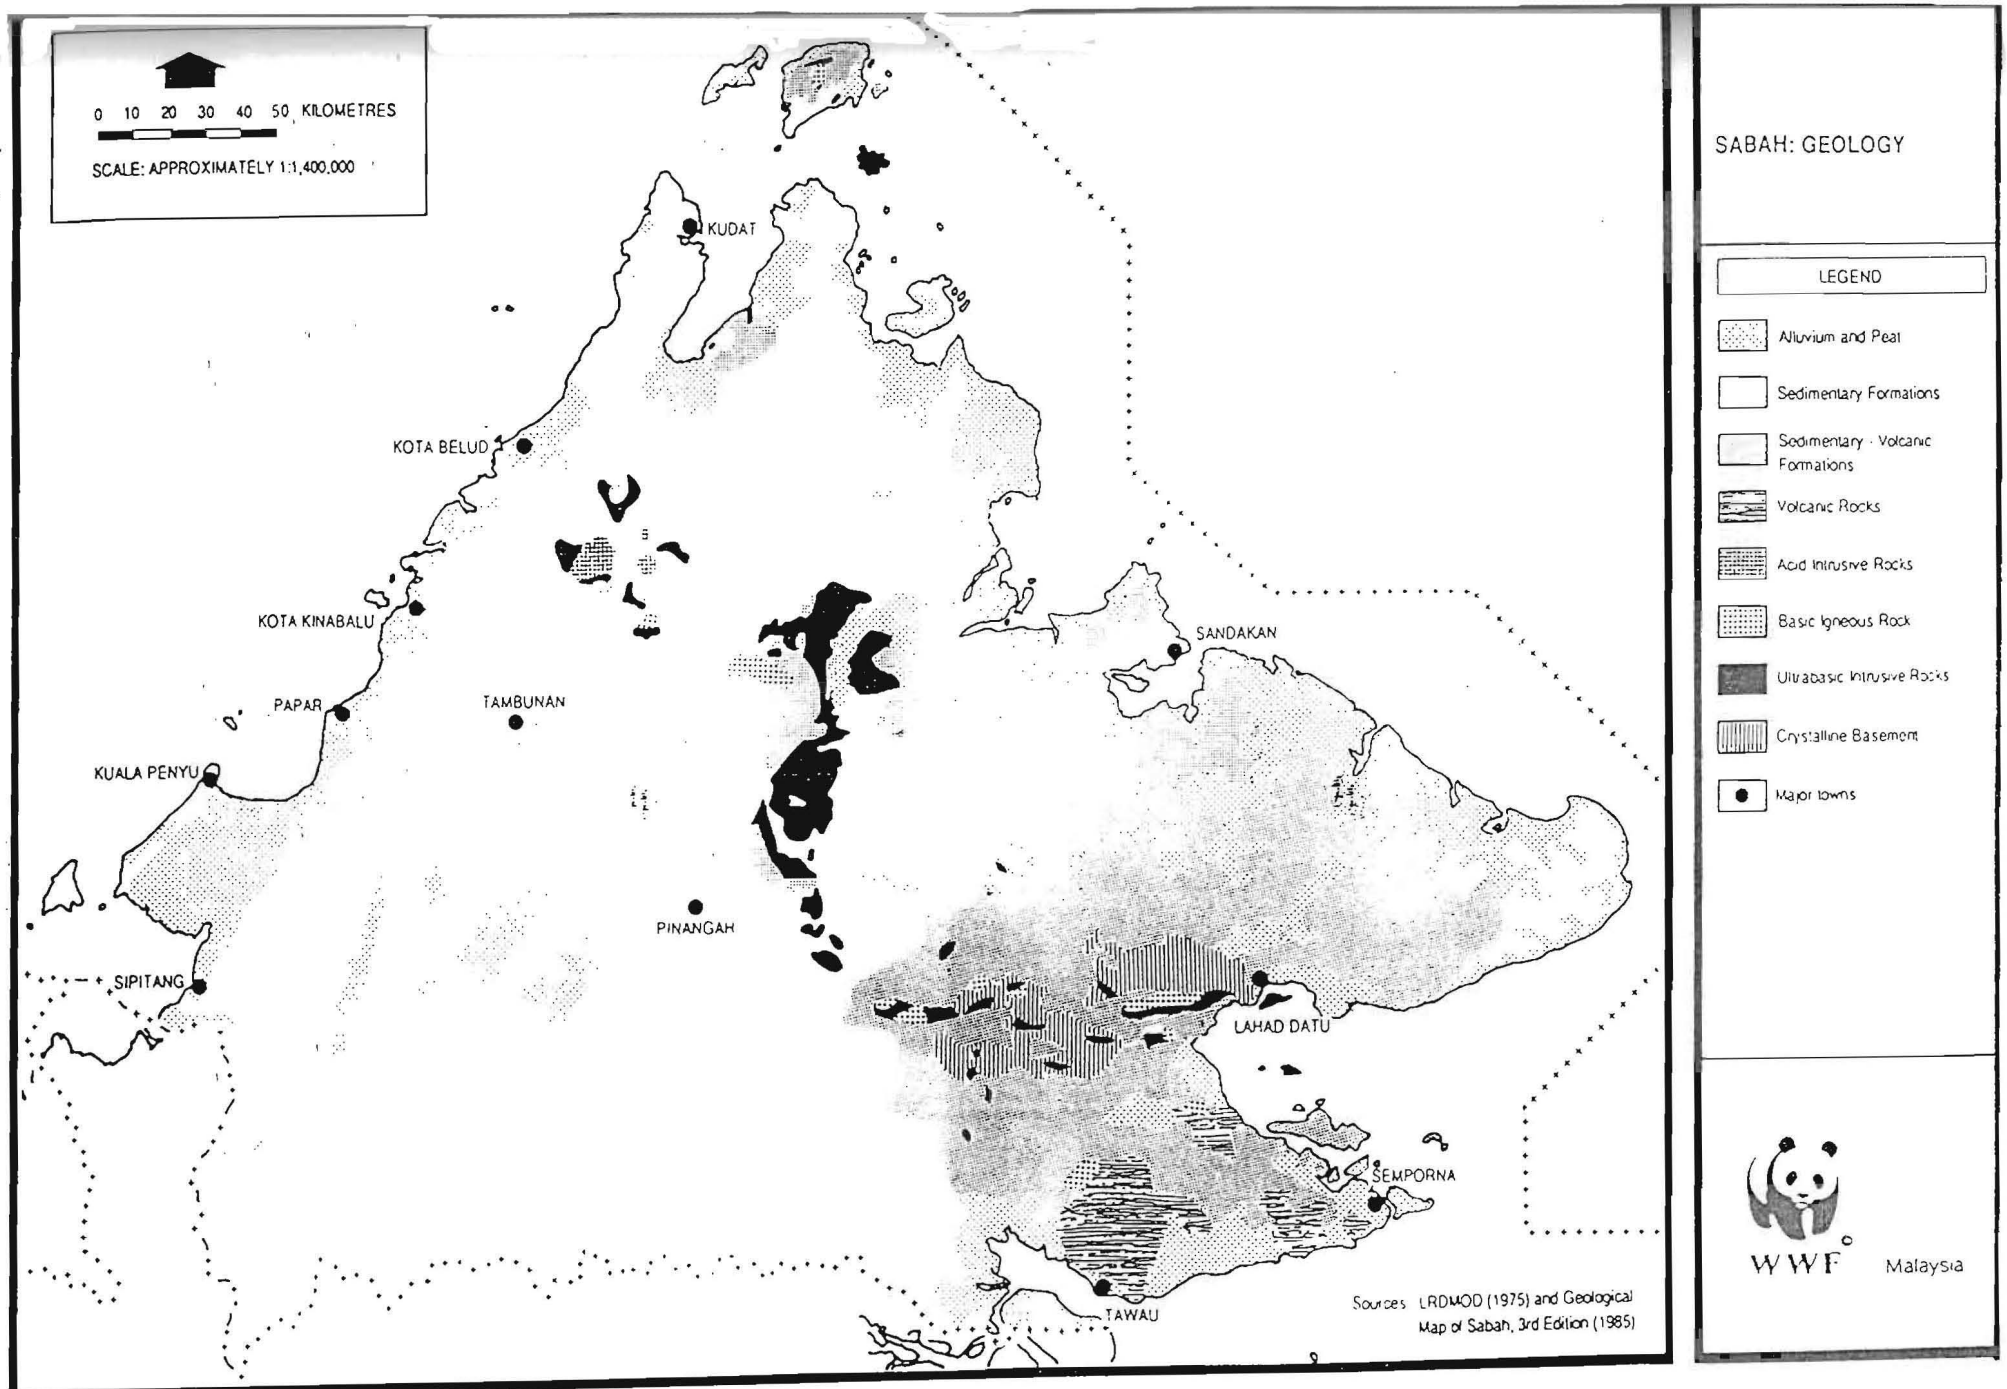 0 10 20 30 40 50 KILOMETRES
SCALE: APPROXIMATELY 1:1,400,000
KUDAT
KOTA BELUD
KOTA KINABALU
SANDAKAN
PAPAR
TAMBUNAN
KUALA PENYU
PINANGAH
SIPITANG
LAHAD DATU
SEMPORNA
TAWAU
Sources LRDMOD (1975) and Geological
Map of Sabah, 3rd Edition (1985)
SABAH: GEOLOGY
LEGEND
Alluvium and Peat
Sedimentary Formations
Sedimentary - Volcanic
Formations
Volcanic Rocks
Acid Intrusive Rocks
Basic Igneous Rock
Ultrabasic Intrusive Rocks
Crystalline Basement
Major towns
WWF
Malaysia